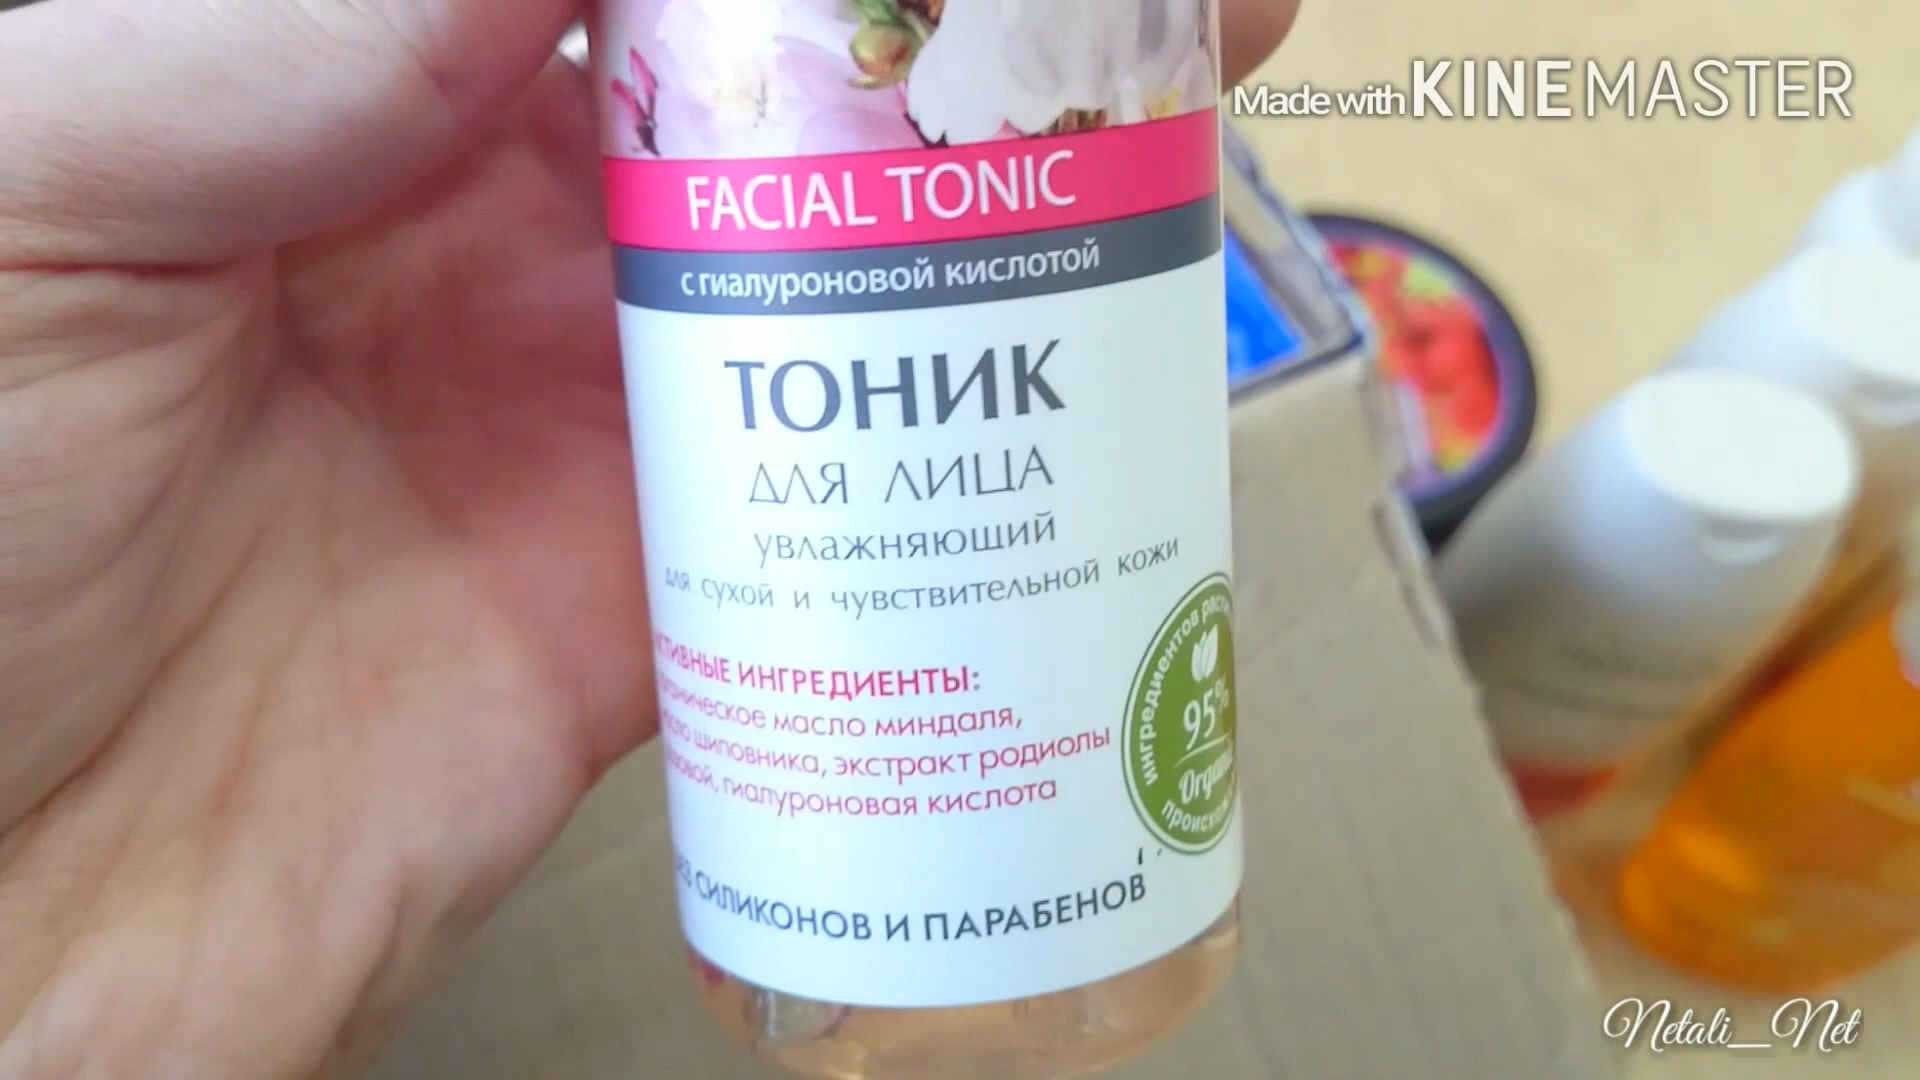 Made with KINEMASTER
FACIAL TONIC
с гиалуроновой кислотой
ТОНИК
ДЛЯ ЛИЦА
увлажняющий
для сухой и чувствительной кожи
ИНГРЕДИЕНТЫ:
масло миндаля,
шиповника, экстракт родиолы
гиалуроновая кислота
СИЛИКОНОВ И ПАРАБЕНОВ
ингредиентов
95%
Netali_Net